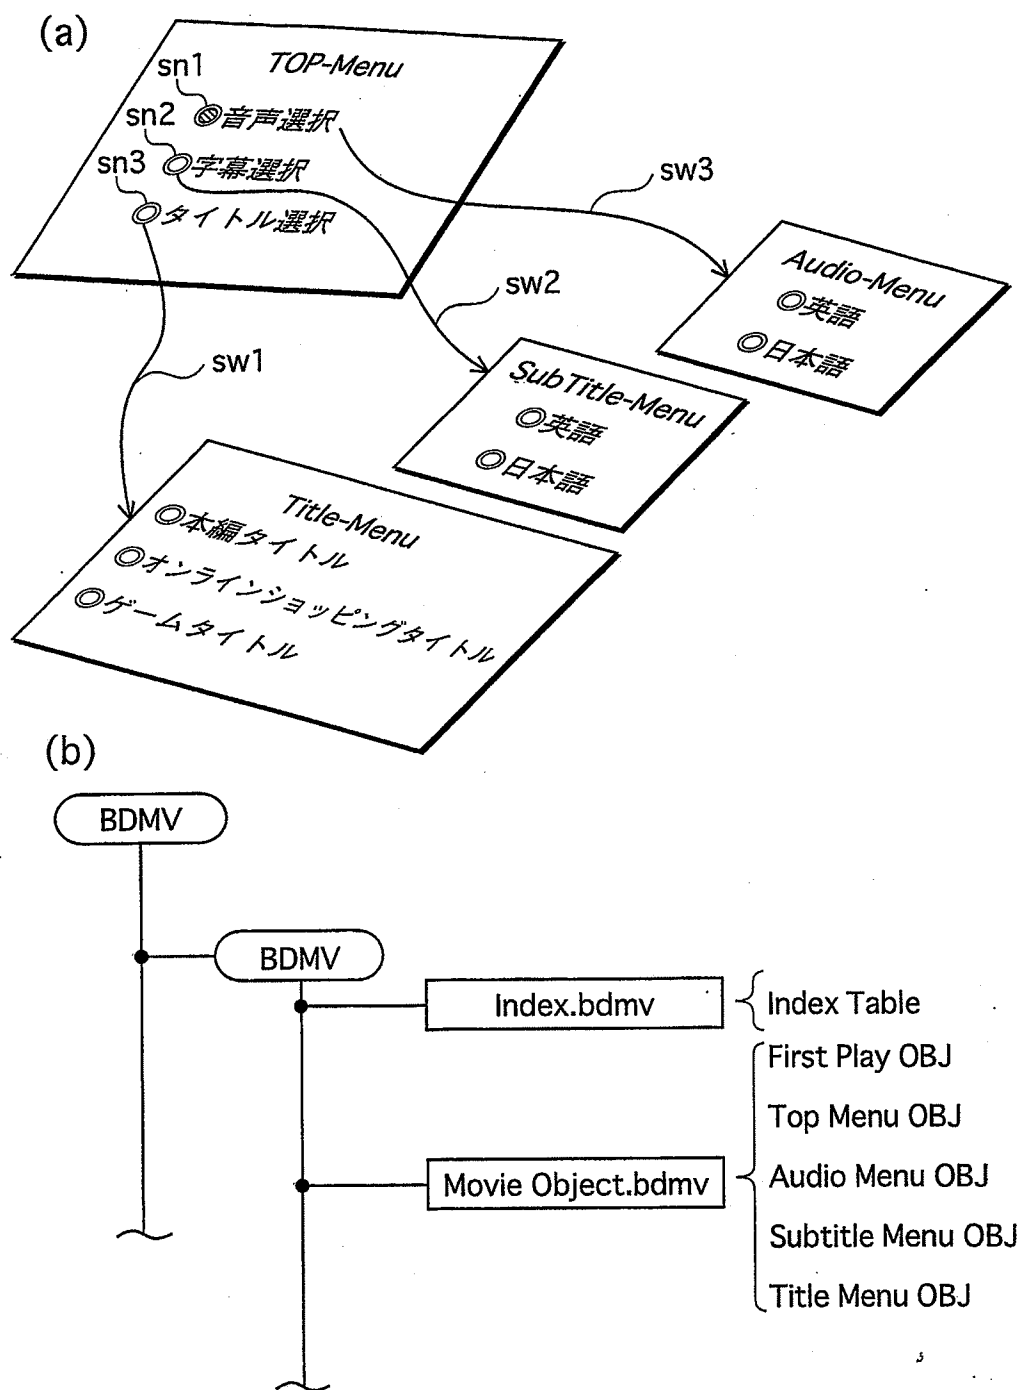 (a)
TOP-Menu
sn1
音声選択
sn2
字幕選択
sn3
タイトル選択
sw3
sw2
sw1
Audio-Menu
英語
日本語
SubTitle-Menu
英語
日本語
Title-Menu
本編タイトル
オンラインショッピングタイトル
ゲームタイトル
(b)
BDMV
BDMV
Index.bdmv
Index Table
First Play OBJ
Top Menu OBJ
Movie Object.bdmv
Audio Menu OBJ
Subtitle Menu OBJ
Title Menu OBJ